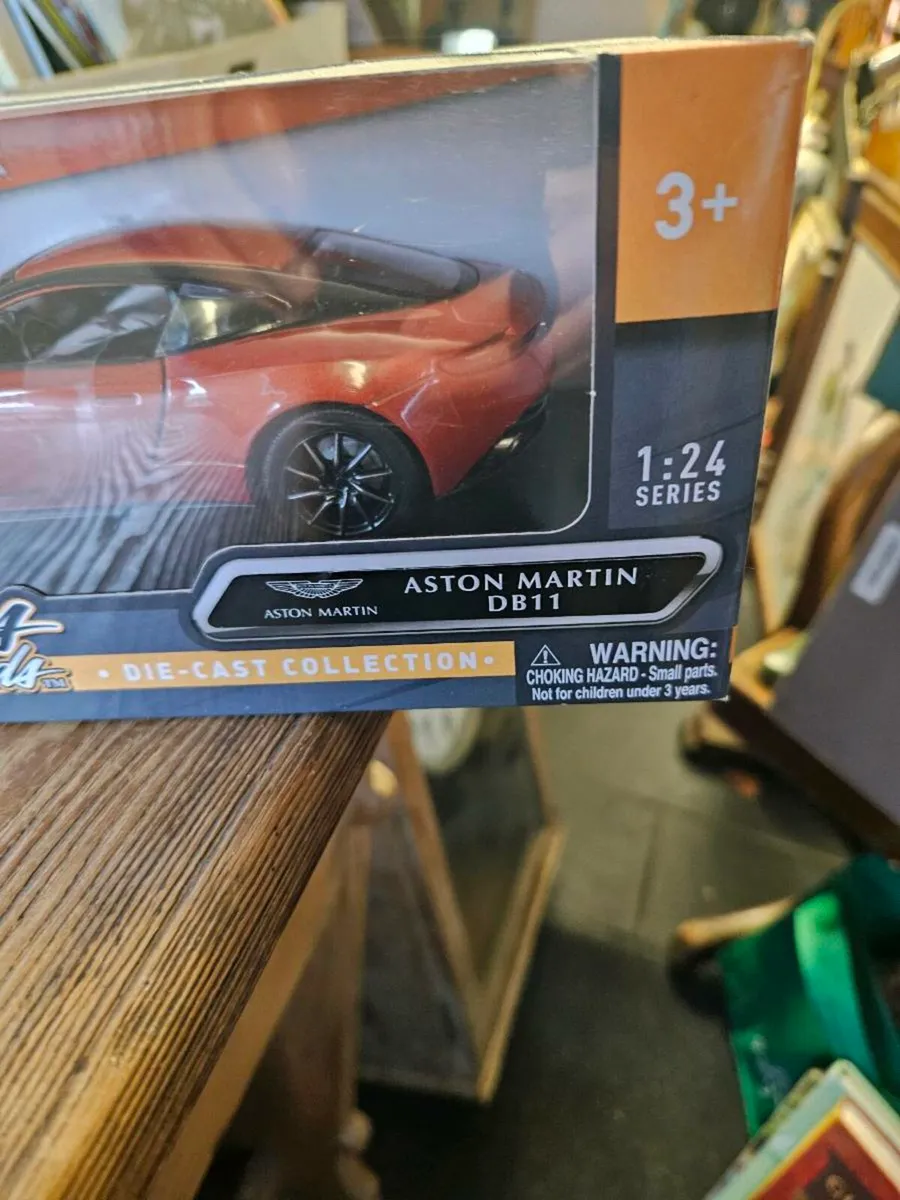 3+
1:24
SERIES
ASTON MARTIN
ASTON MARTIN
DB11
• DIE-CAST COLLECTION •
WARNING:
CHOKING HAZARD - Small parts.
Not for children under 3 years.